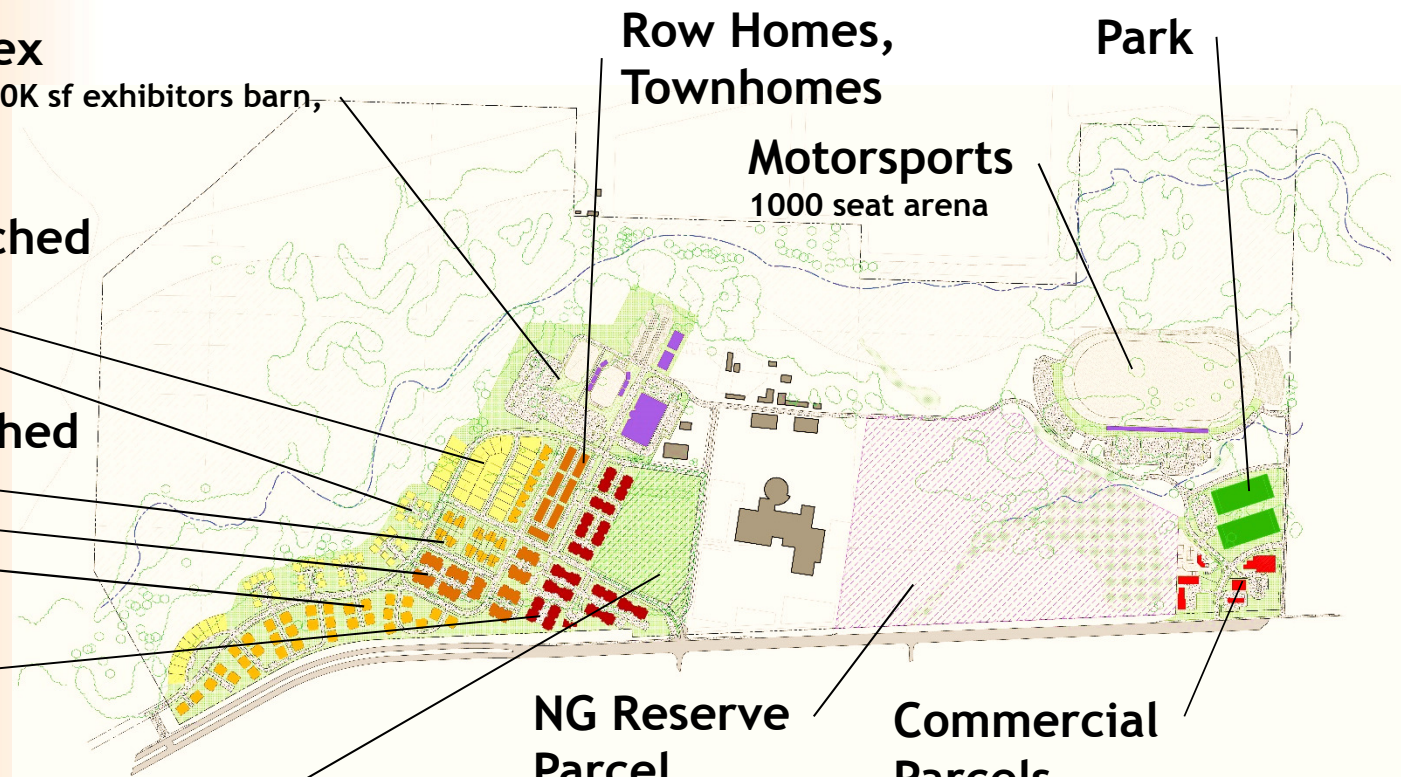 ex
0K sf exhibitors barn,
Row Homes,
Townhomes
Park
Motorsports
1000 seat arena
ched
hed
NG Reserve
Parcel
Commercial
Parcels